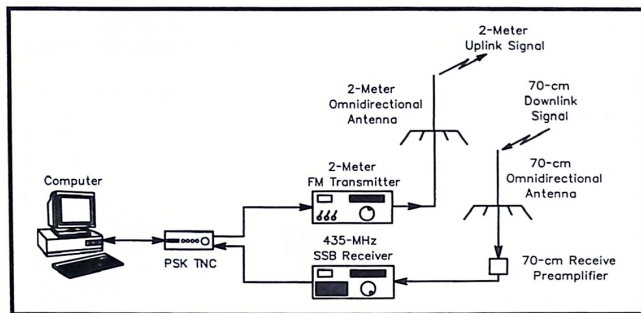 2-Meter
Uplink Signal
2-Meter
Omnidirectional
Antenna
70-cm
Downlink
Signal
70-cm
Omnidirectional
Antenna
2-Meter
FM Transmitter
Computer
435-MHz
SSB Receiver
PSK TNC
70-cm Receive
Preamplifier